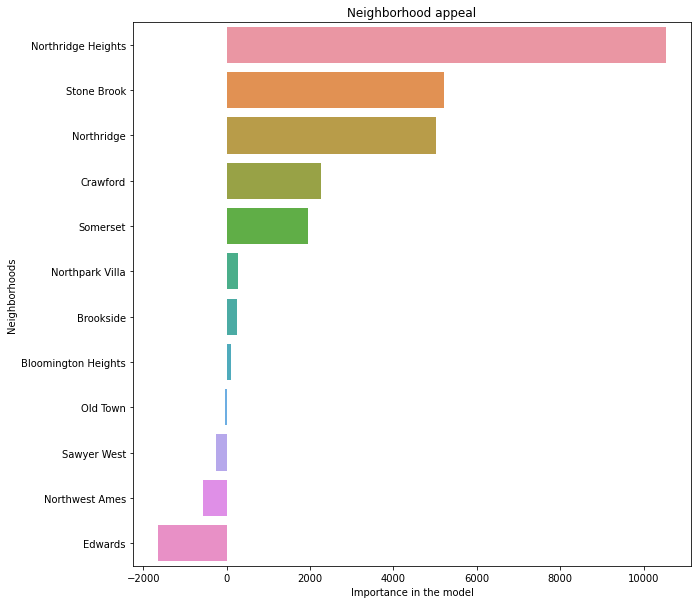 Neighborhood appeal
Neighborhoods
Northridge Heights
Stone Brook
Northridge
Crawford
Somerset
Northpark Villa
Brookside
Bloomington Heights
Old Town
Sawyer West
Northwest Ames
Edwards
−2000 0 2000 4000 6000 8000 10000
Importance in the model